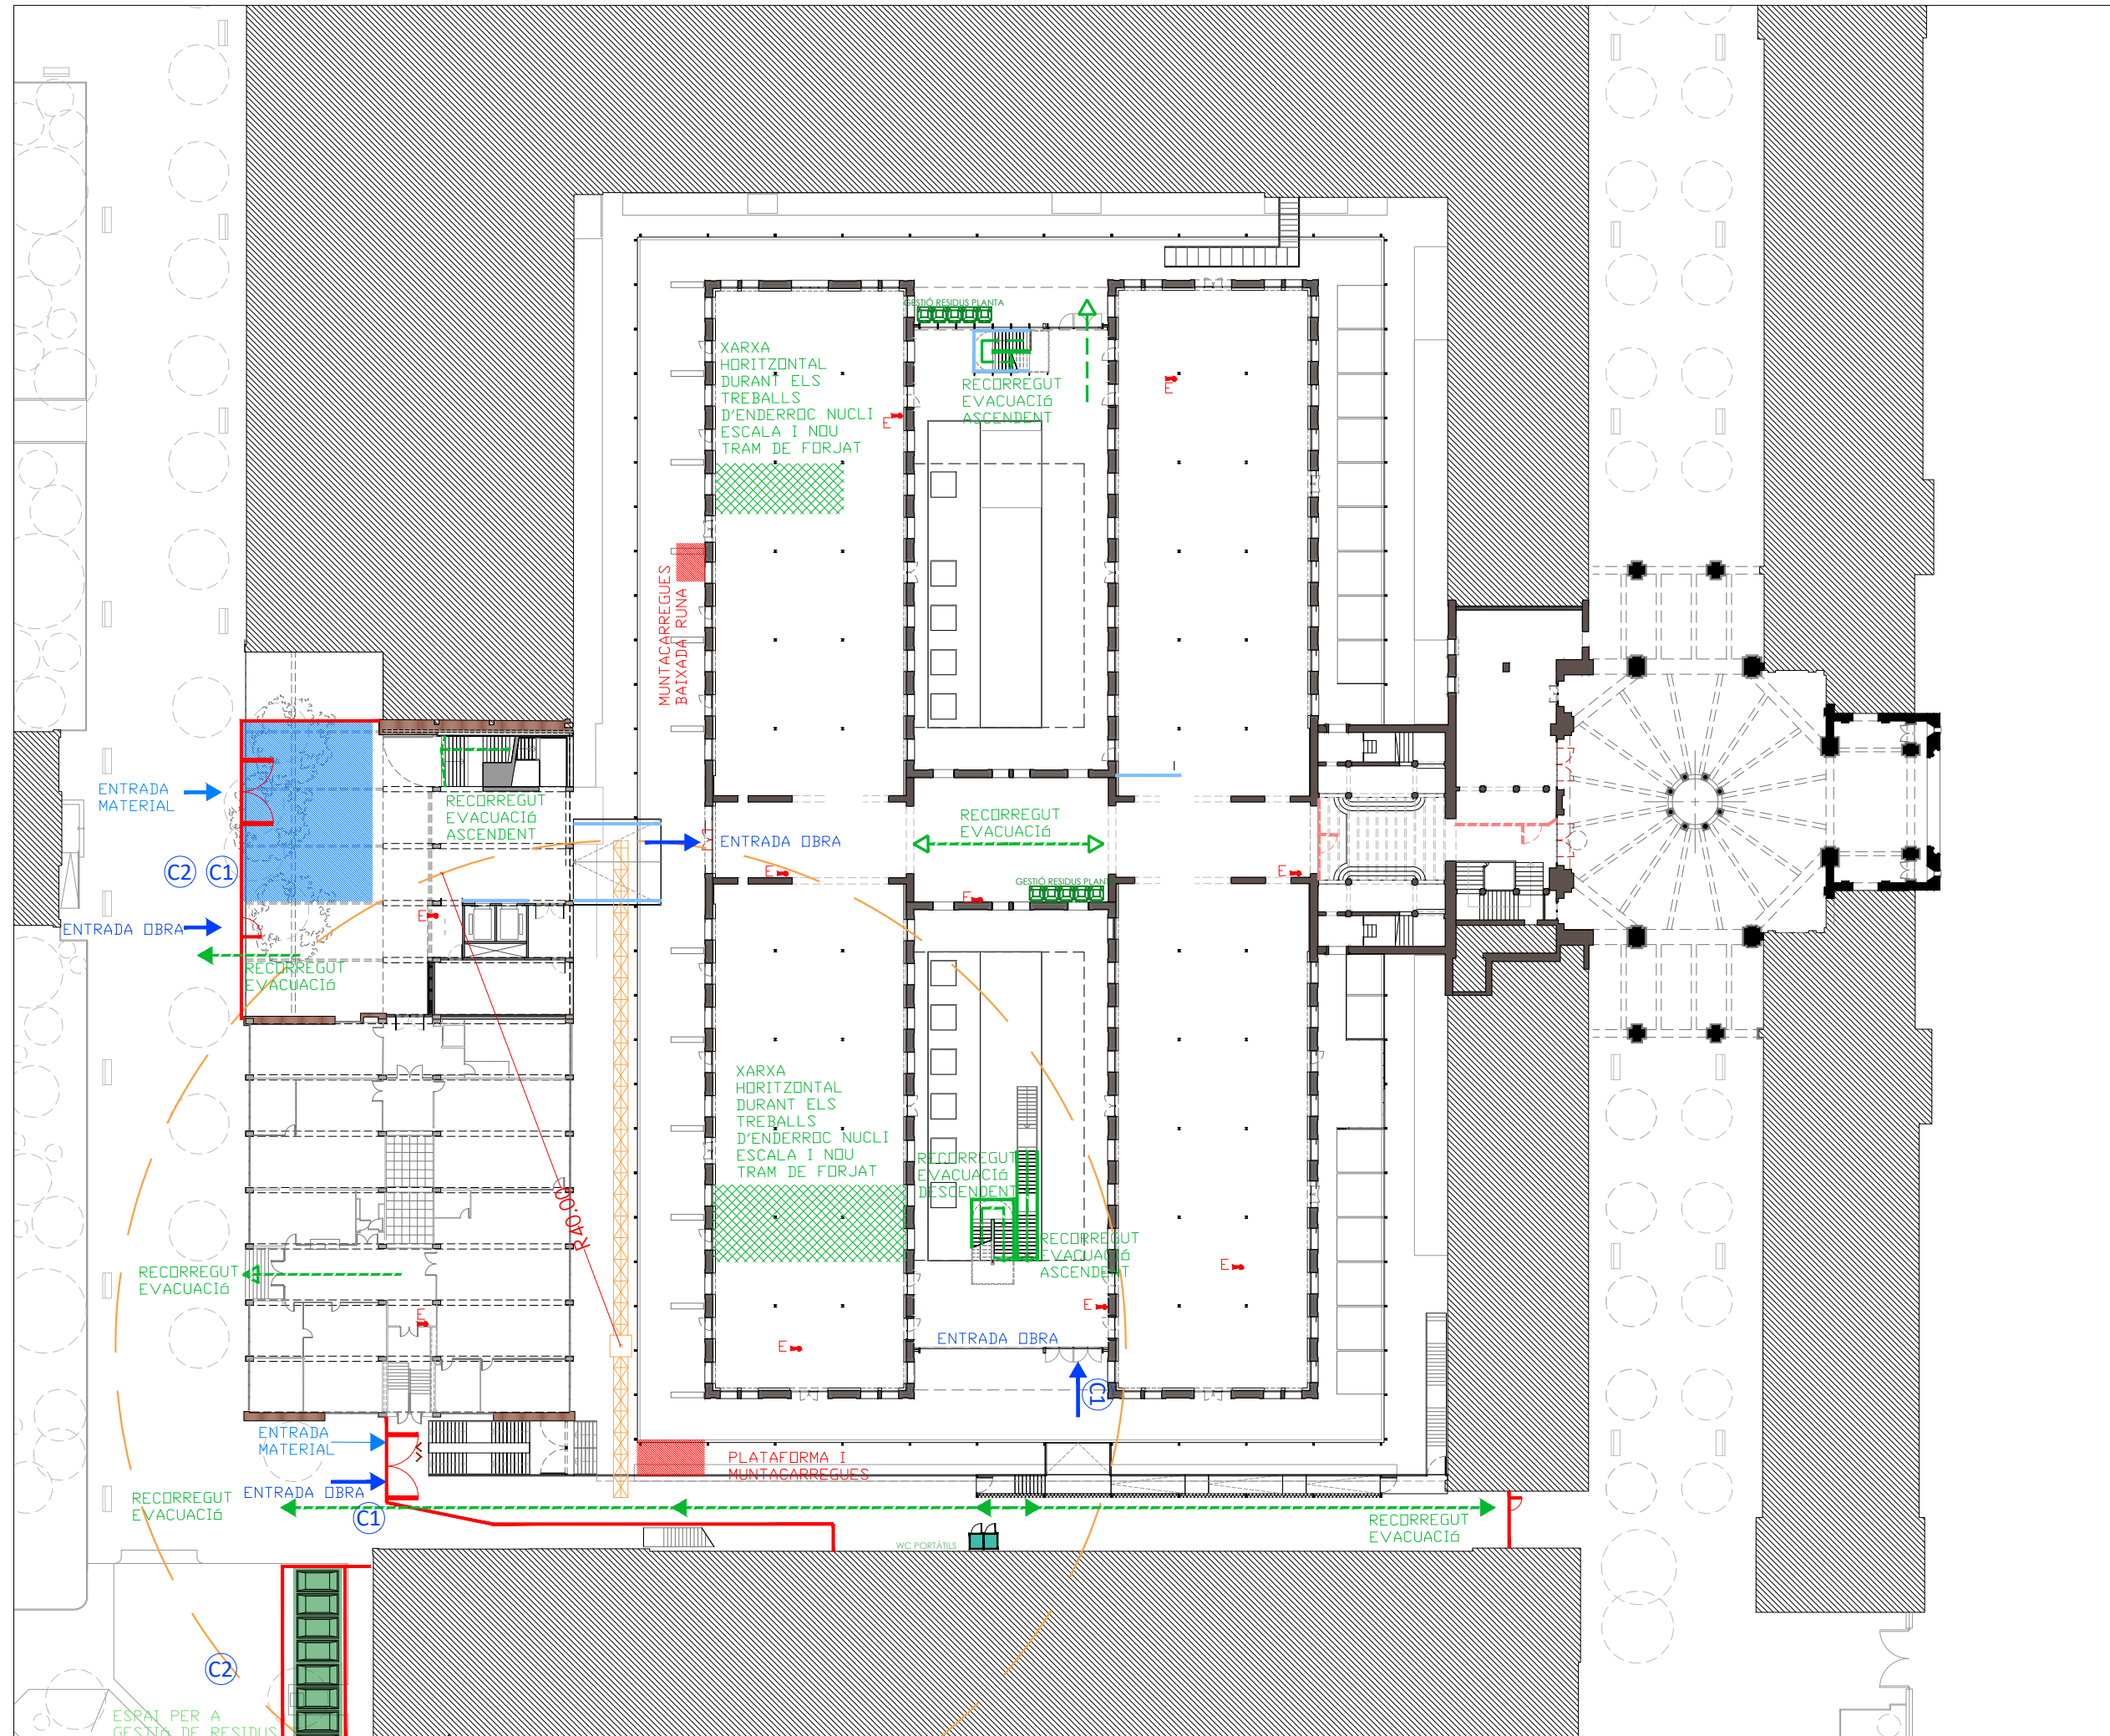 GESTIÓ RESIDUS PLANTA
XARXA
HORITZONTAL
DURANT ELS
TREBALLS
D'ENDERROC NUCLI
ESCALA I NOU
TRAM DE FORJAT
E
RECORREGUT
EVACUACIÓ
ASCENDENT
E
MUNTACARREGUES
BAIXADA RUNA
I
ENTRADA
MATERIAL
RECORREGUT
EVACUACIÓ
ASCENDENT
RECORREGUT
EVACUACIÓ
ENTRADA OBRA
C2
C1
E
E
E
GESTIÓ RESIDUS PLANTA
E
ENTRADA OBRA
RECORREGUT
EVACUACIÓ
XARXA
HORITZONTAL
DURANT ELS
TREBALLS
D'ENDERROC NUCLI
ESCALA I NOU
TRAM DE FORJAT
RECORREGUT
EVACUACIÓ
DESCENDENT
R40.00
RECORREGUT
EVACUACIÓ
ASCENDENT
RECORREGUT
EVACUACIÓ
E
E
E
E
ENTRADA OBRA
C1
ENTRADA
MATERIAL
PLATAFORMA I
MUNTACARREGUES
ENTRADA OBRA
RECORREGUT
EVACUACIÓ
C1
RECORREGUT
EVACUACIÓ
WC PORTÀTILS
C2
ESPAI PER A
GESTIÓ DE RESIDUS